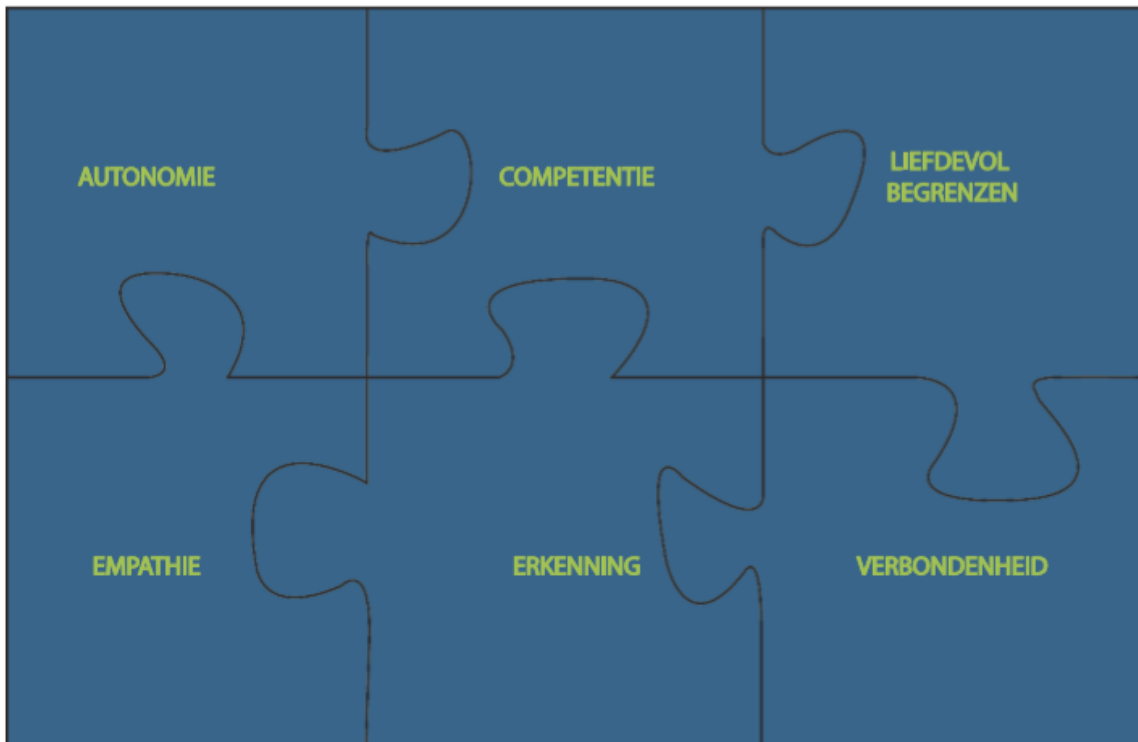 AUTONOMIE
COMPETENTIE
LIEFDEVOL
BEGRENZEN
EMPATHIE
ERKENNING
VERBONDENHEID